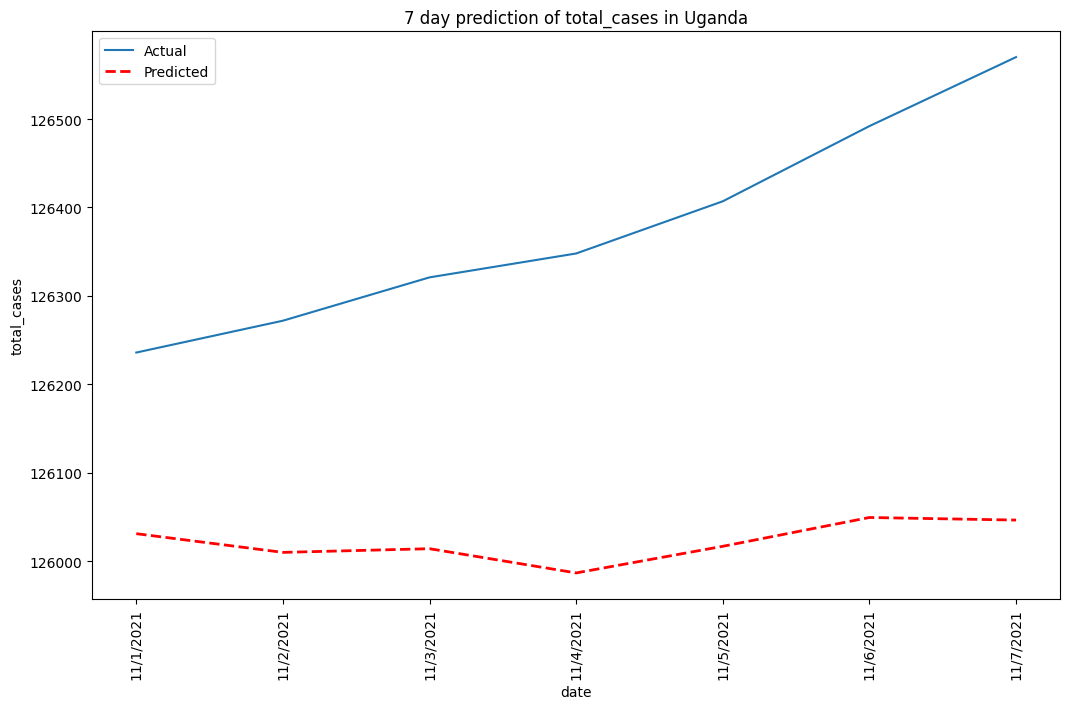 7 day prediction of total_cases in Uganda
Actual
Predicted
total_cases
126500
126400
126300
126200
126100
126000
11/1/2021
11/2/2021
11/3/2021
11/4/2021
11/5/2021
11/6/2021
11/7/2021
date